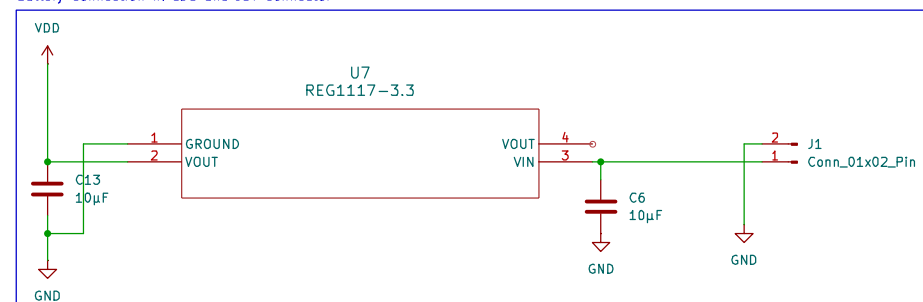 VDD
U7
REG1117-3.3
1
GROUND
VOUT
4
2
J1
2
VOUT
VIN
3
1
Conn_01x02_Pin
C13
10µF
C6
10µF
GND
GND
GND